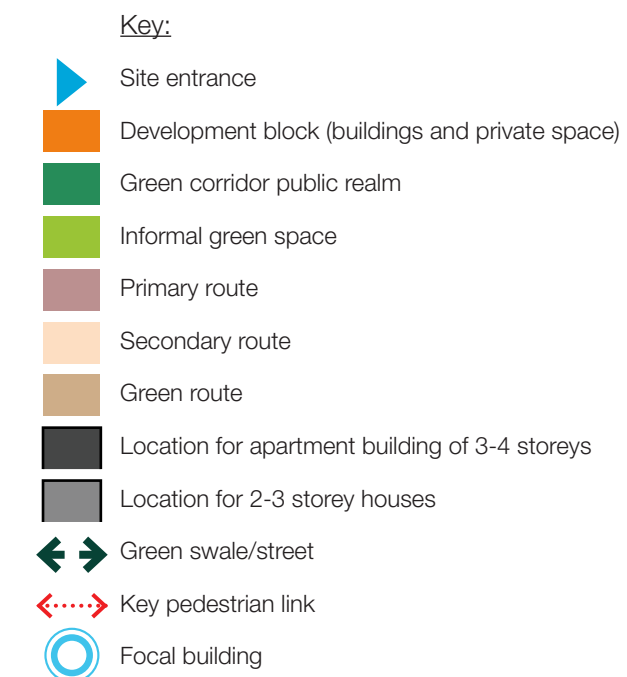 Key:
Site entrance
Development block (buildings and private space)
Green corridor public realm
Informal green space
Primary route
Secondary route
Green route
Location for apartment building of 3-4 storeys
Location for 2-3 storey houses
Green swale/street
Key pedestrian link
Focal building